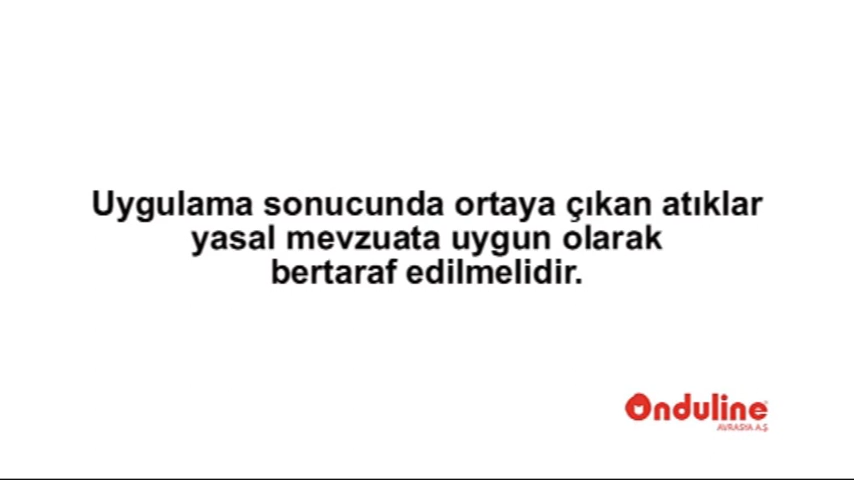 Uygulama sonucunda ortaya çıkan atıklar
yasal mevzuata uygun olarak
bertaraf edilmelidir.
Onduline
AVRASYA A.Ş